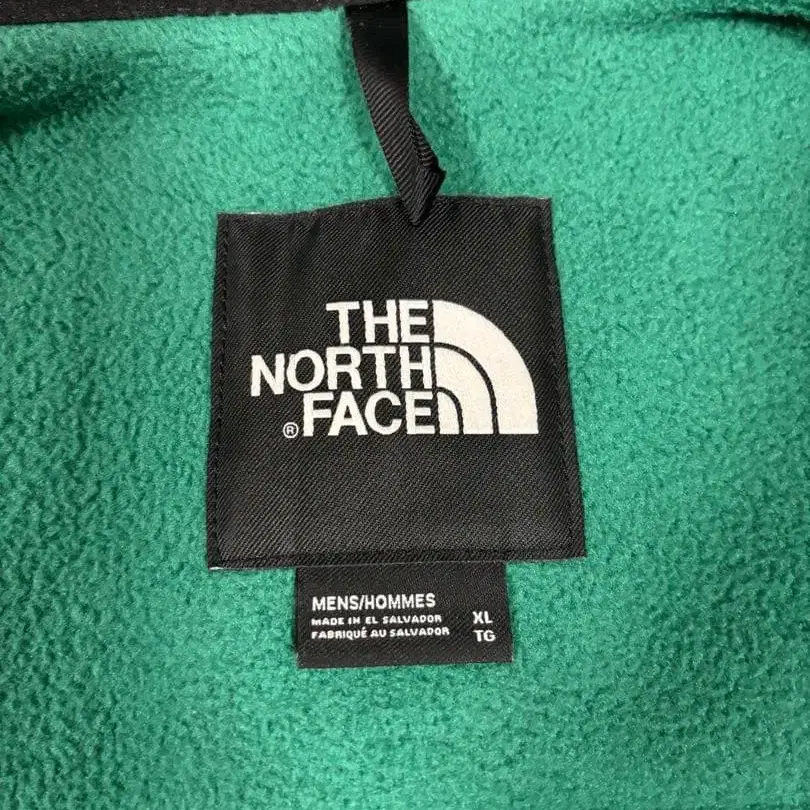 THE
NORTH
® FACE
MENS/HOMMES
MADE IN EL SALVADOR XL
FABRIQUÉ AU SALVADOR TG